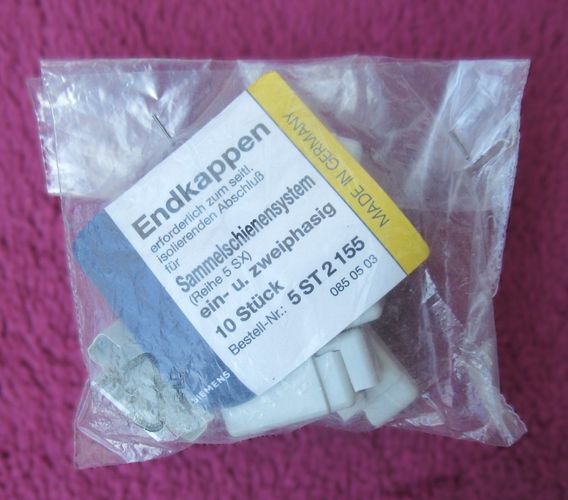 MADE IN GERMANY
Endkappen
erforderlich zum seitl.
isolierenden Abschluß
für
Sammelschienensystem
(Reihe 5 SX)
ein- u. zweiphasig
10 Stück
Bestell-Nr.: 5 ST 2 155
085 05 03
SIEMENS